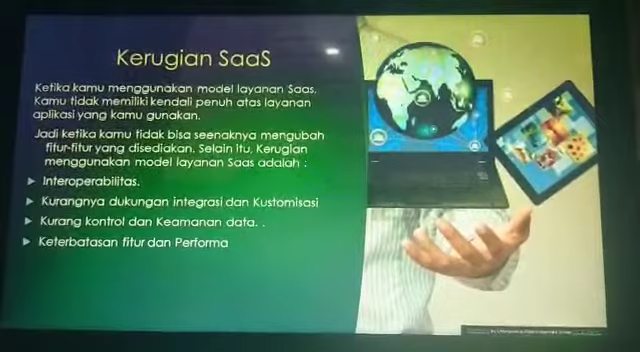 Kerugian SaaS
Ketika kamu menggunakan model layanan Saas,
Kamu tidak memiliki kendali penuh atas layanan
aplikasi yang kamu gunakan.
Jadi ketika kamu tidak bisa seenaknya mengubah
fitur-fitur yang disediakan. Selain itu, Kerugian
menggunakan model layanan Saas adalah :
► Interoperabilitas.
► Kurangnya dukungan integrasi dan Kustomisasi
► Kurang kontrol dan Keamanan data. .
► Keterbatasan fitur dan Performa